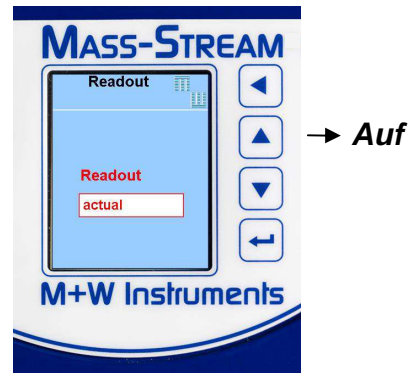 MASS-STREAM
Readout
→ Auf
Readout
actual
M+W Instruments